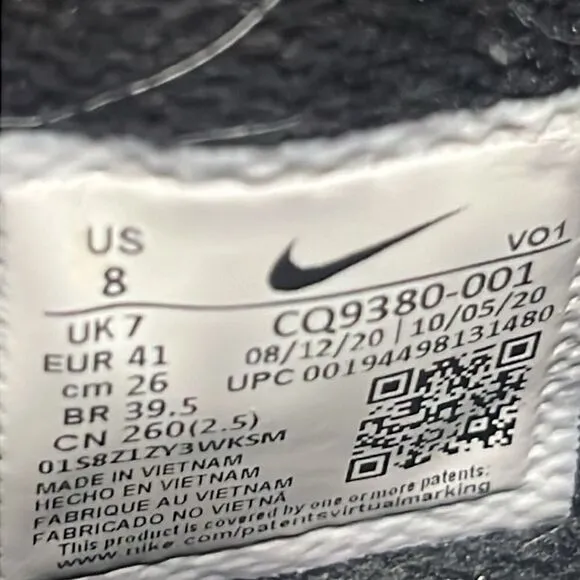 US
8
VO1
UK 7
CQ9380-001
EUR 41
08/12/20 | 10/05/20
cm 26
UPC 00194498131480
BR 39.5
CN 260(2.5)
01S8Z1ZY3WKSM
MADE IN VIETNAM
HECHO EN VIETNAM
FABRIQUE AU VIETNAM
FABRICADO NO VIETNÃ
This product is covered by one or more patents:
www.nike.com/patentsvirtualmarking